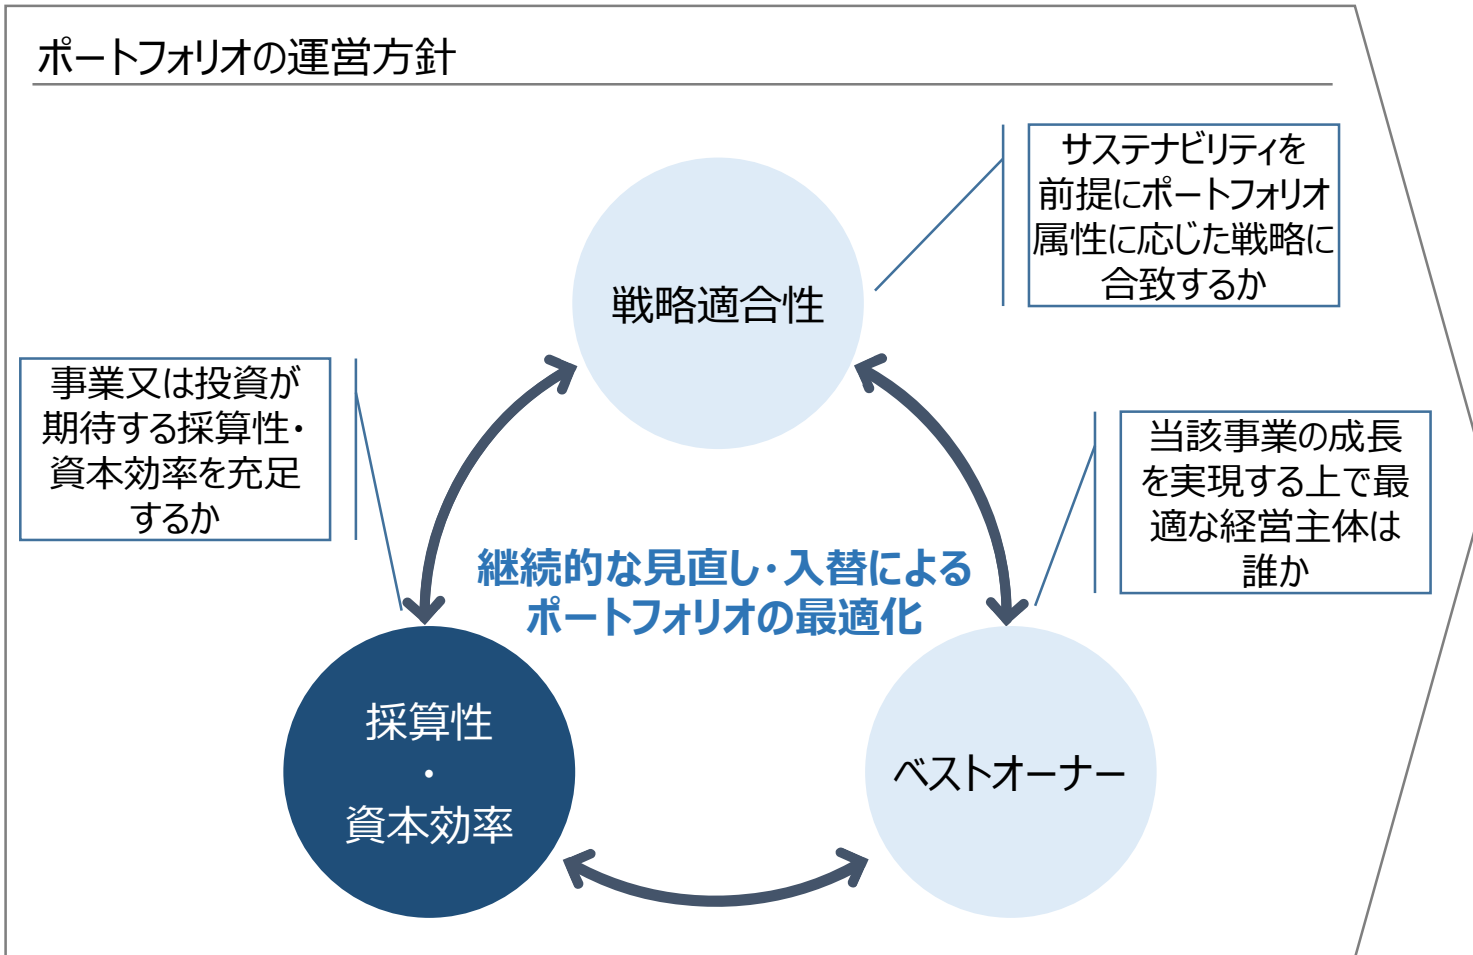 ポートフォリオの運営方針
サステナビリティを
前提にポートフォリオ
属性に応じた戦略に
合致するか
戦略適合性
事業又は投資が
期待する採算性・
資本効率を充足
するか
当該事業の成長
を実現する上で最
適な経営主体は
誰か
継続的な見直し・入替による
ポートフォリオの最適化
採算性
・
資本効率
ベストオーナー